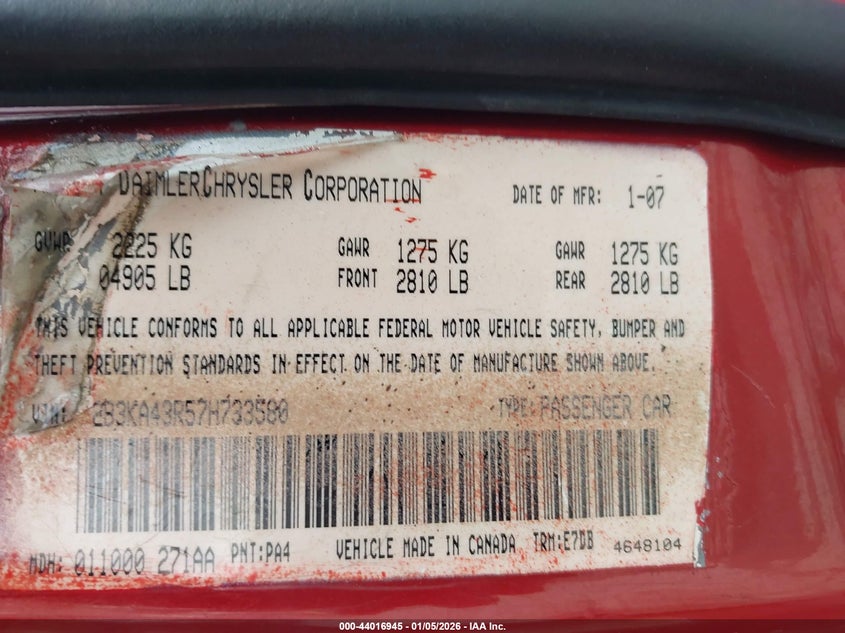 DAIMLERCHRYSLER CORPORATION DATE OF MFR: 1-07
GVWR 2225 KG GAWR 1275 KG GAWR 1275 KG
04905 LB FRONT 2810 LB REAR 2810 LB
THIS VEHICLE CONFORMS TO ALL APPLICABLE FEDERAL MOTOR VEHICLE SAFETY, BUMPER AND
THEFT PREVENTION STANDARDS IN EFFECT ON THE DATE OF MANUFACTURE SHOWN ABOVE.
VIN: 2B3KA43R57H733580 TYPE: PASSENGER CAR
MDH: 011000 271AA PNT:PA4 VEHICLE MADE IN CANADA TRM:E7DB 4648104
000-44016945 - 01/05/2026 - IAA Inc.